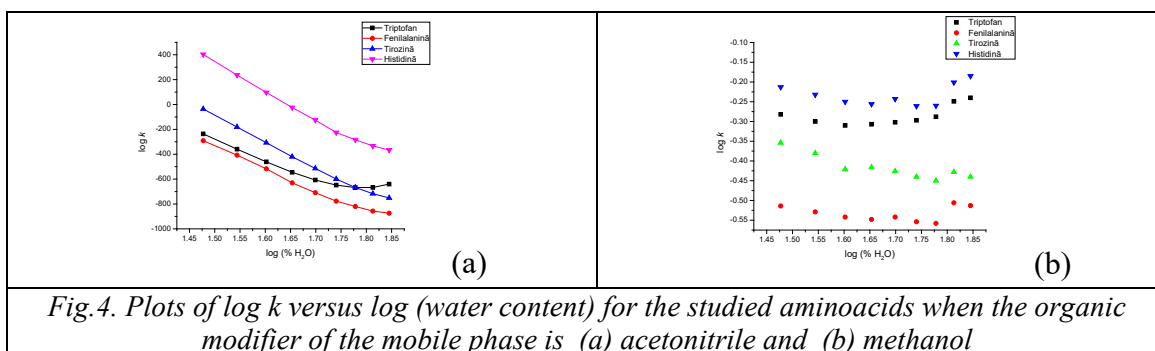 Triptofan
Fenilalanină
Tirozină
Histidină
400
200
0
-200
-400
-600
-800
-1000
log k
1.45 1.50 1.55 1.60 1.65 1.70 1.75 1.80 1.85
log (% H₂O)
(a)
Triptofan
Fenilalanină
Tirozină
Histidină
-0.10
-0.15
-0.20
-0.25
-0.30
-0.35
-0.40
-0.45
-0.50
-0.55
log k
1.45 1.50 1.55 1.60 1.65 1.70 1.75 1.80 1.85
log (% H₂O)
(b)
Fig.4. Plots of log k versus log (water content) for the studied aminoacids when the organic
modifier of the mobile phase is (a) acetonitrile and (b) methanol